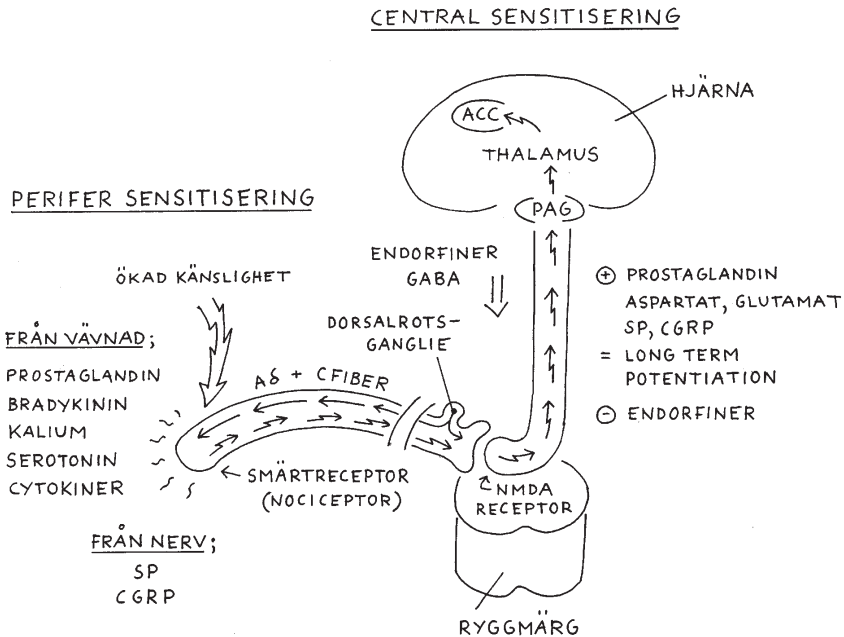 CENTRAL SENSITISERING
HJÄRNA
ACC
THALAMUS
PAG
PERIFER SENSITISERING
ÖKAD KÄNSLIGHET
FRÅN VÄVNAD;
PROSTAGLANDIN
BRADYKININ
KALIUM
SEROTONIN
CYTOKINER
FRÅN NERV;
SP
CGRP
Aδ + CFIBER
SMÄRTRECEPTOR
(NOCICEPTOR)
ENDORFINER
GABA
DORSALROTS-
GANGLIE
⊕ PROSTAGLANDIN
ASPARTAT, GLUTAMAT
SP, CGRP
= LONG TERM
POTENTIATION
⊖ ENDORFINER
NMDA
RECEPTOR
RYGGMÄRG